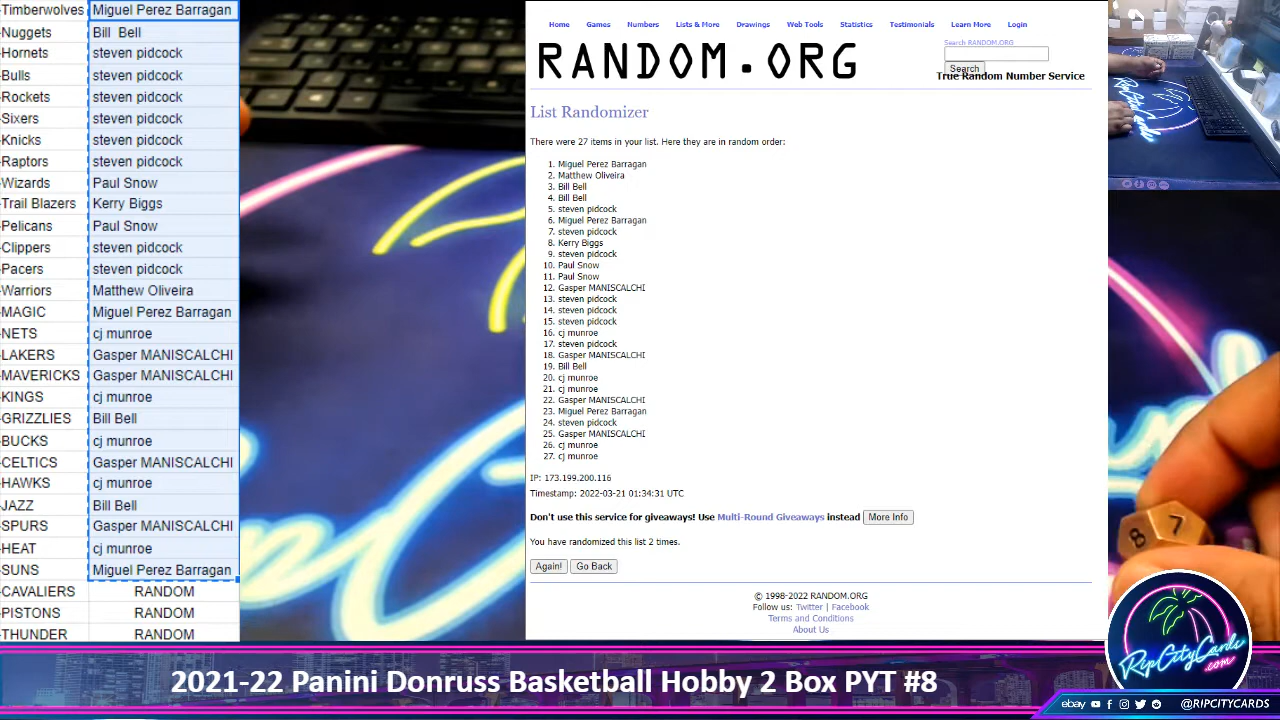 -Timberwolves Miguel Perez Barragan
-Nuggets Bill  Bell
-Hornets steven pidcock
-Bulls steven pidcock
-Rockets steven pidcock
-Sixers steven pidcock
-Knicks steven pidcock
-Raptors steven pidcock
-Wizards Paul Snow
-Trail Blazers Kerry Biggs
-Pelicans Paul Snow
-Clippers steven pidcock
-Pacers steven pidcock
-Warriors Matthew Oliveira
-MAGIC Miguel Perez Barragan
-NETS cj munroe
-LAKERS Gasper MANISCALCHI
-MAVERICKS Gasper MANISCALCHI
-KINGS cj munroe
-GRIZZLIES Bill Bell
-BUCKS cj munroe
-CELTICS Gasper MANISCALCHI
-HAWKS cj munroe
-JAZZ Bill Bell
-SPURS Gasper MANISCALCHI
-HEAT cj munroe
-SUNS Miguel Perez Barragan
-CAVALIERS RANDOM
-PISTONS RANDOM
-THUNDER RANDOM
Home Games Numbers Lists & More Drawings Web Tools Statistics Testimonials Learn More Login
RANDOM.ORG
Search RANDOM.ORG
Search
True Random Number Service
List Randomizer
There were 27 items in your list. Here they are in random order:
1. Miguel Perez Barragan
2. Matthew Oliveira
3. Bill Bell
4. Bill Bell
5. steven pidcock
6. Miguel Perez Barragan
7. steven pidcock
8. Kerry Biggs
9. steven pidcock
10. Paul Snow
11. Paul Snow
12. Gasper MANISCALCHI
13. steven pidcock
14. steven pidcock
15. steven pidcock
16. cj munroe
17. steven pidcock
18. Gasper MANISCALCHI
19. Bill Bell
20. cj munroe
21. cj munroe
22. Gasper MANISCALCHI
23. Miguel Perez Barragan
24. steven pidcock
25. Gasper MANISCALCHI
26. cj munroe
27. cj munroe
IP: 173.199.200.116
Timestamp: 2022-03-21 01:34:31 UTC
Don't use this service for giveaways! Use Multi-Round Giveaways instead More Info
You have randomized this list 2 times.
Again! Go Back
© 1998-2022 RANDOM.ORG
Follow us: Twitter | Facebook
Terms and Conditions
About Us
RipCityCards
8 7
RipCityCards
.com
2021-22 Panini Donruss Basketball Hobby 2 Box PYT #8
ebay @RIPCITYCARDS